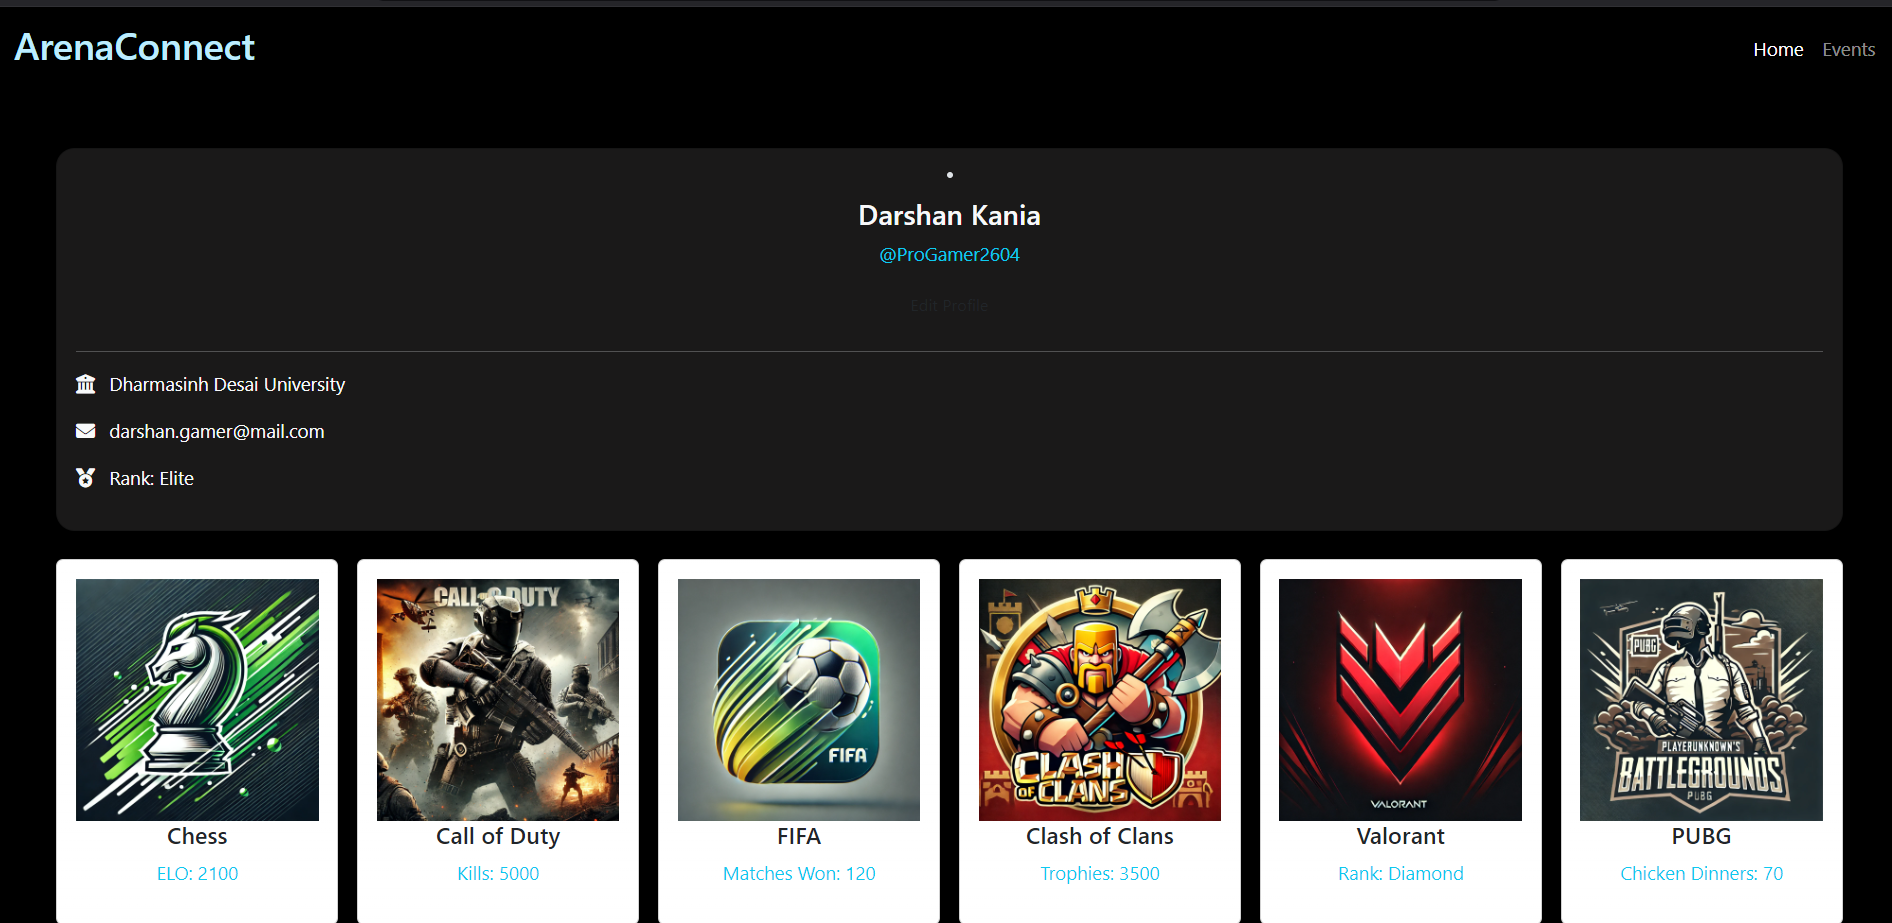 ArenaConnect
Home Events
Darshan Kania
@ProGamer2604
Edit Profile
Dharmasinh Desai University
darshan.gamer@mail.com
Rank: Elite
CALL OF DUTY
FIFA
CLASH
OF CLANS
VALORANT
PUBG
PLAYERUNKNOWN'S
BATTLEGROUNDS
PUBG
Chess
ELO: 2100
Call of Duty
Kills: 5000
FIFA
Matches Won: 120
Clash of Clans
Trophies: 3500
Valorant
Rank: Diamond
PUBG
Chicken Dinners: 70